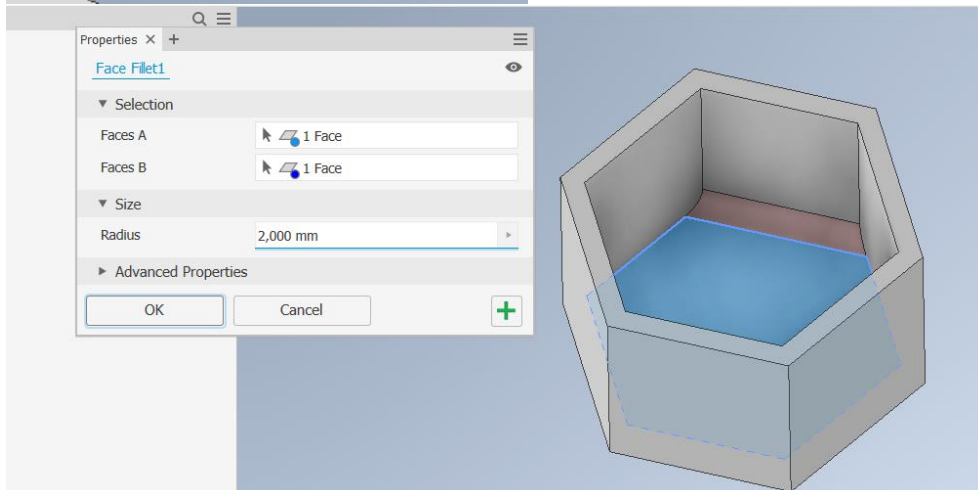 Properties × +
Face Fillet1
Selection
Faces A 1 Face
Faces B 1 Face
Size
Radius 2,000 mm
Advanced Properties
OK Cancel